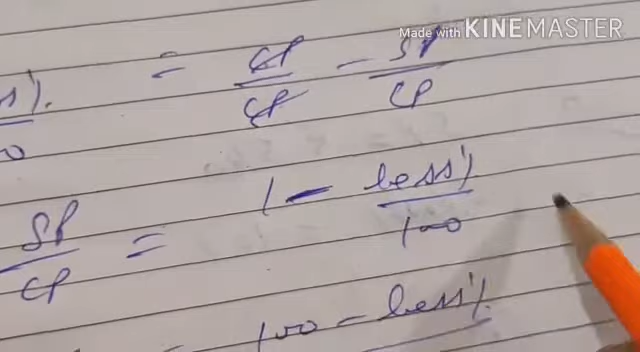 Made with KINEMASTER
s% = CP/CP - SP/CP
SP/CP = 1 - Loss%/100
= 100 - Loss%